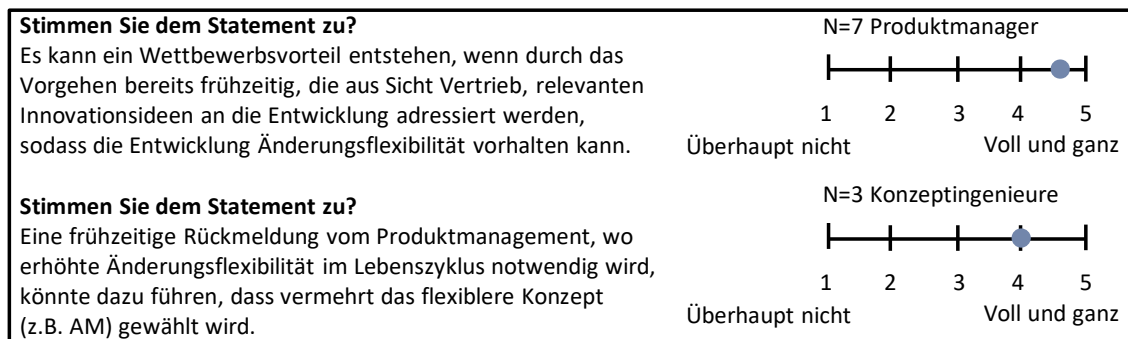 Stimmen Sie dem Statement zu?
Es kann ein Wettbewerbsvorteil entstehen, wenn durch das
Vorgehen bereits frühzeitig, die aus Sicht Vertrieb, relevanten
Innovationsideen an die Entwicklung adressiert werden,
sodass die Entwicklung Änderungsflexibilität vorhalten kann.
N=7 Produktmanager
1 2 3 4 5
Überhaupt nicht Voll und ganz
Stimmen Sie dem Statement zu?
Eine frühzeitige Rückmeldung vom Produktmanagement, wo
erhöhte Änderungsflexibilität im Lebenszyklus notwendig wird,
könnte dazu führen, dass vermehrt das flexiblere Konzept
(z.B. AM) gewählt wird.
N=3 Konzeptingenieure
1 2 3 4 5
Überhaupt nicht Voll und ganz